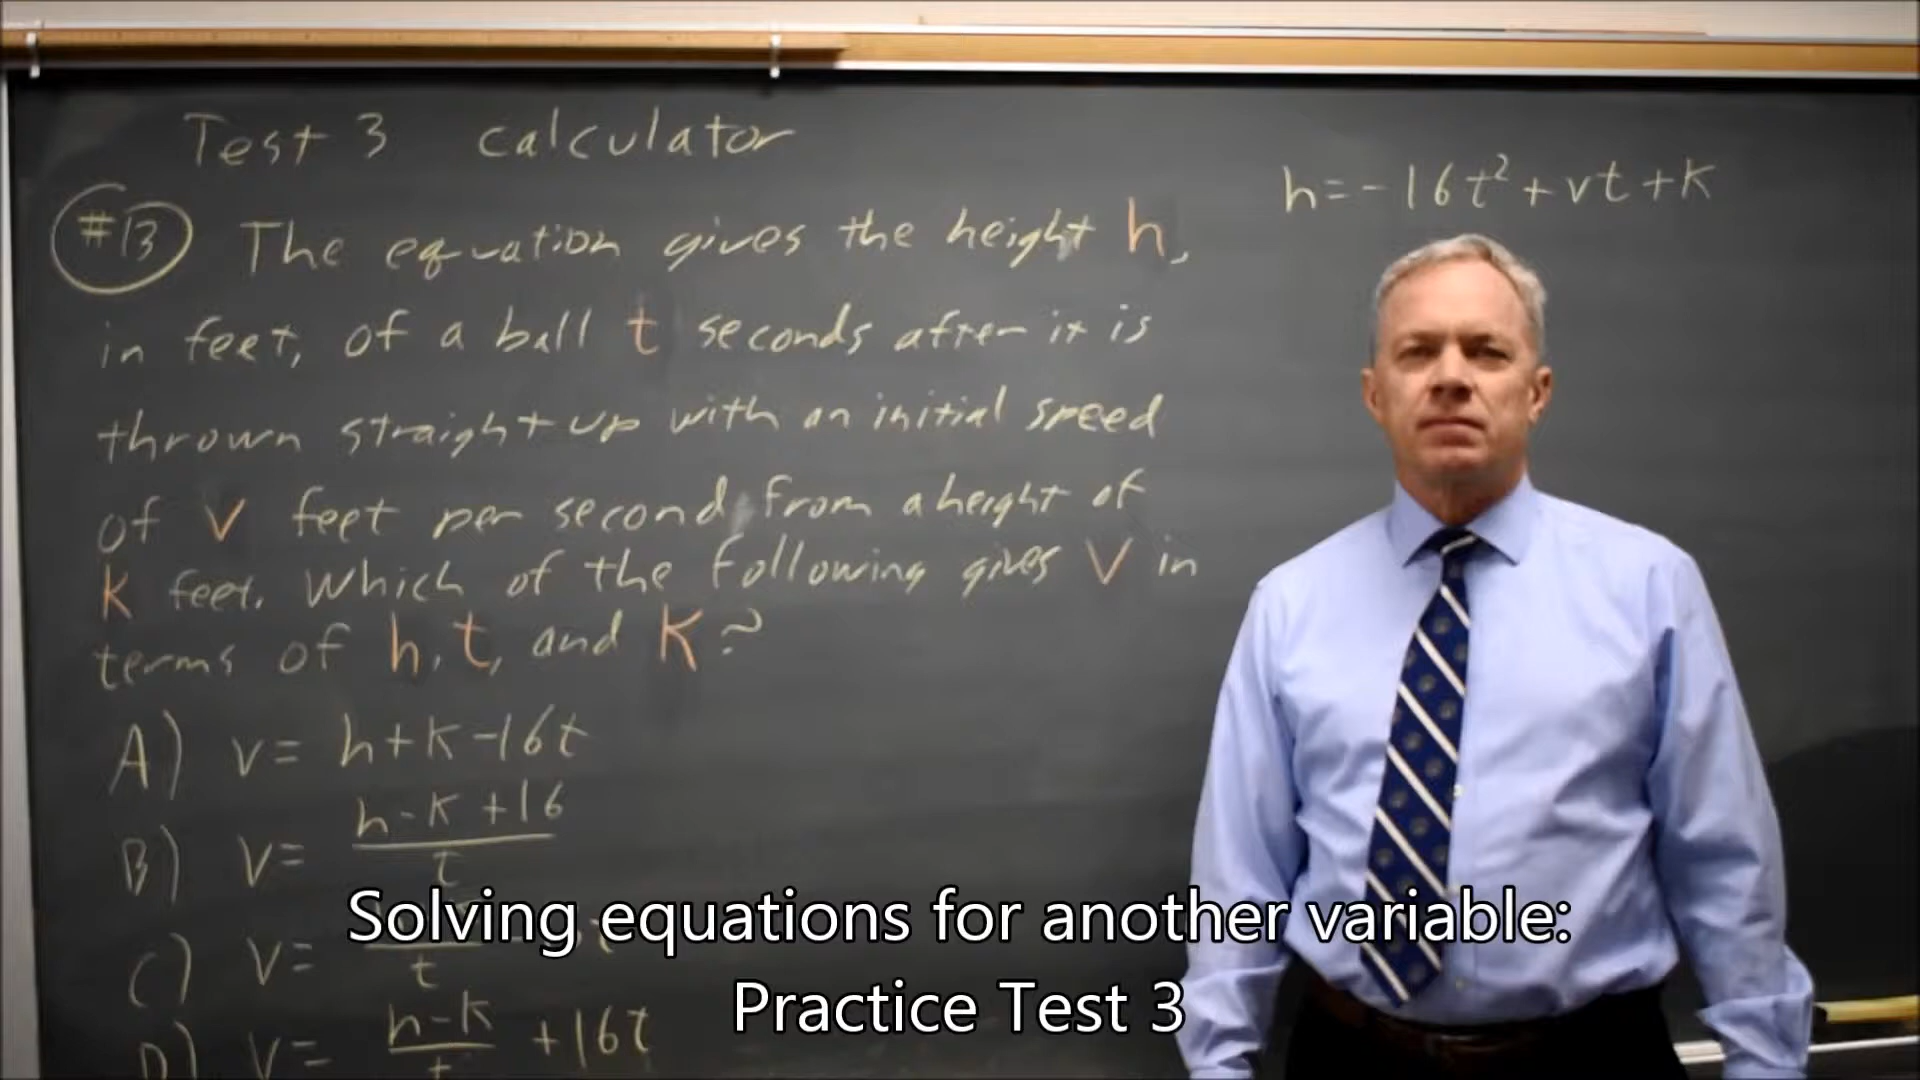 Test 3 calculator
h=-16t²+vt+k
#13 The equation gives the height h,
in feet, of a ball t seconds after it is
thrown straight up with an initial speed
of v feet per second from a height of
k feet. Which of the following gives v in
terms of h, t, and k?
A) v= h+k-16t
B) v= h-k+16
t
C) v=
t
D) v= h-k
t
+16t
Solving equations for another variable:
Practice Test 3